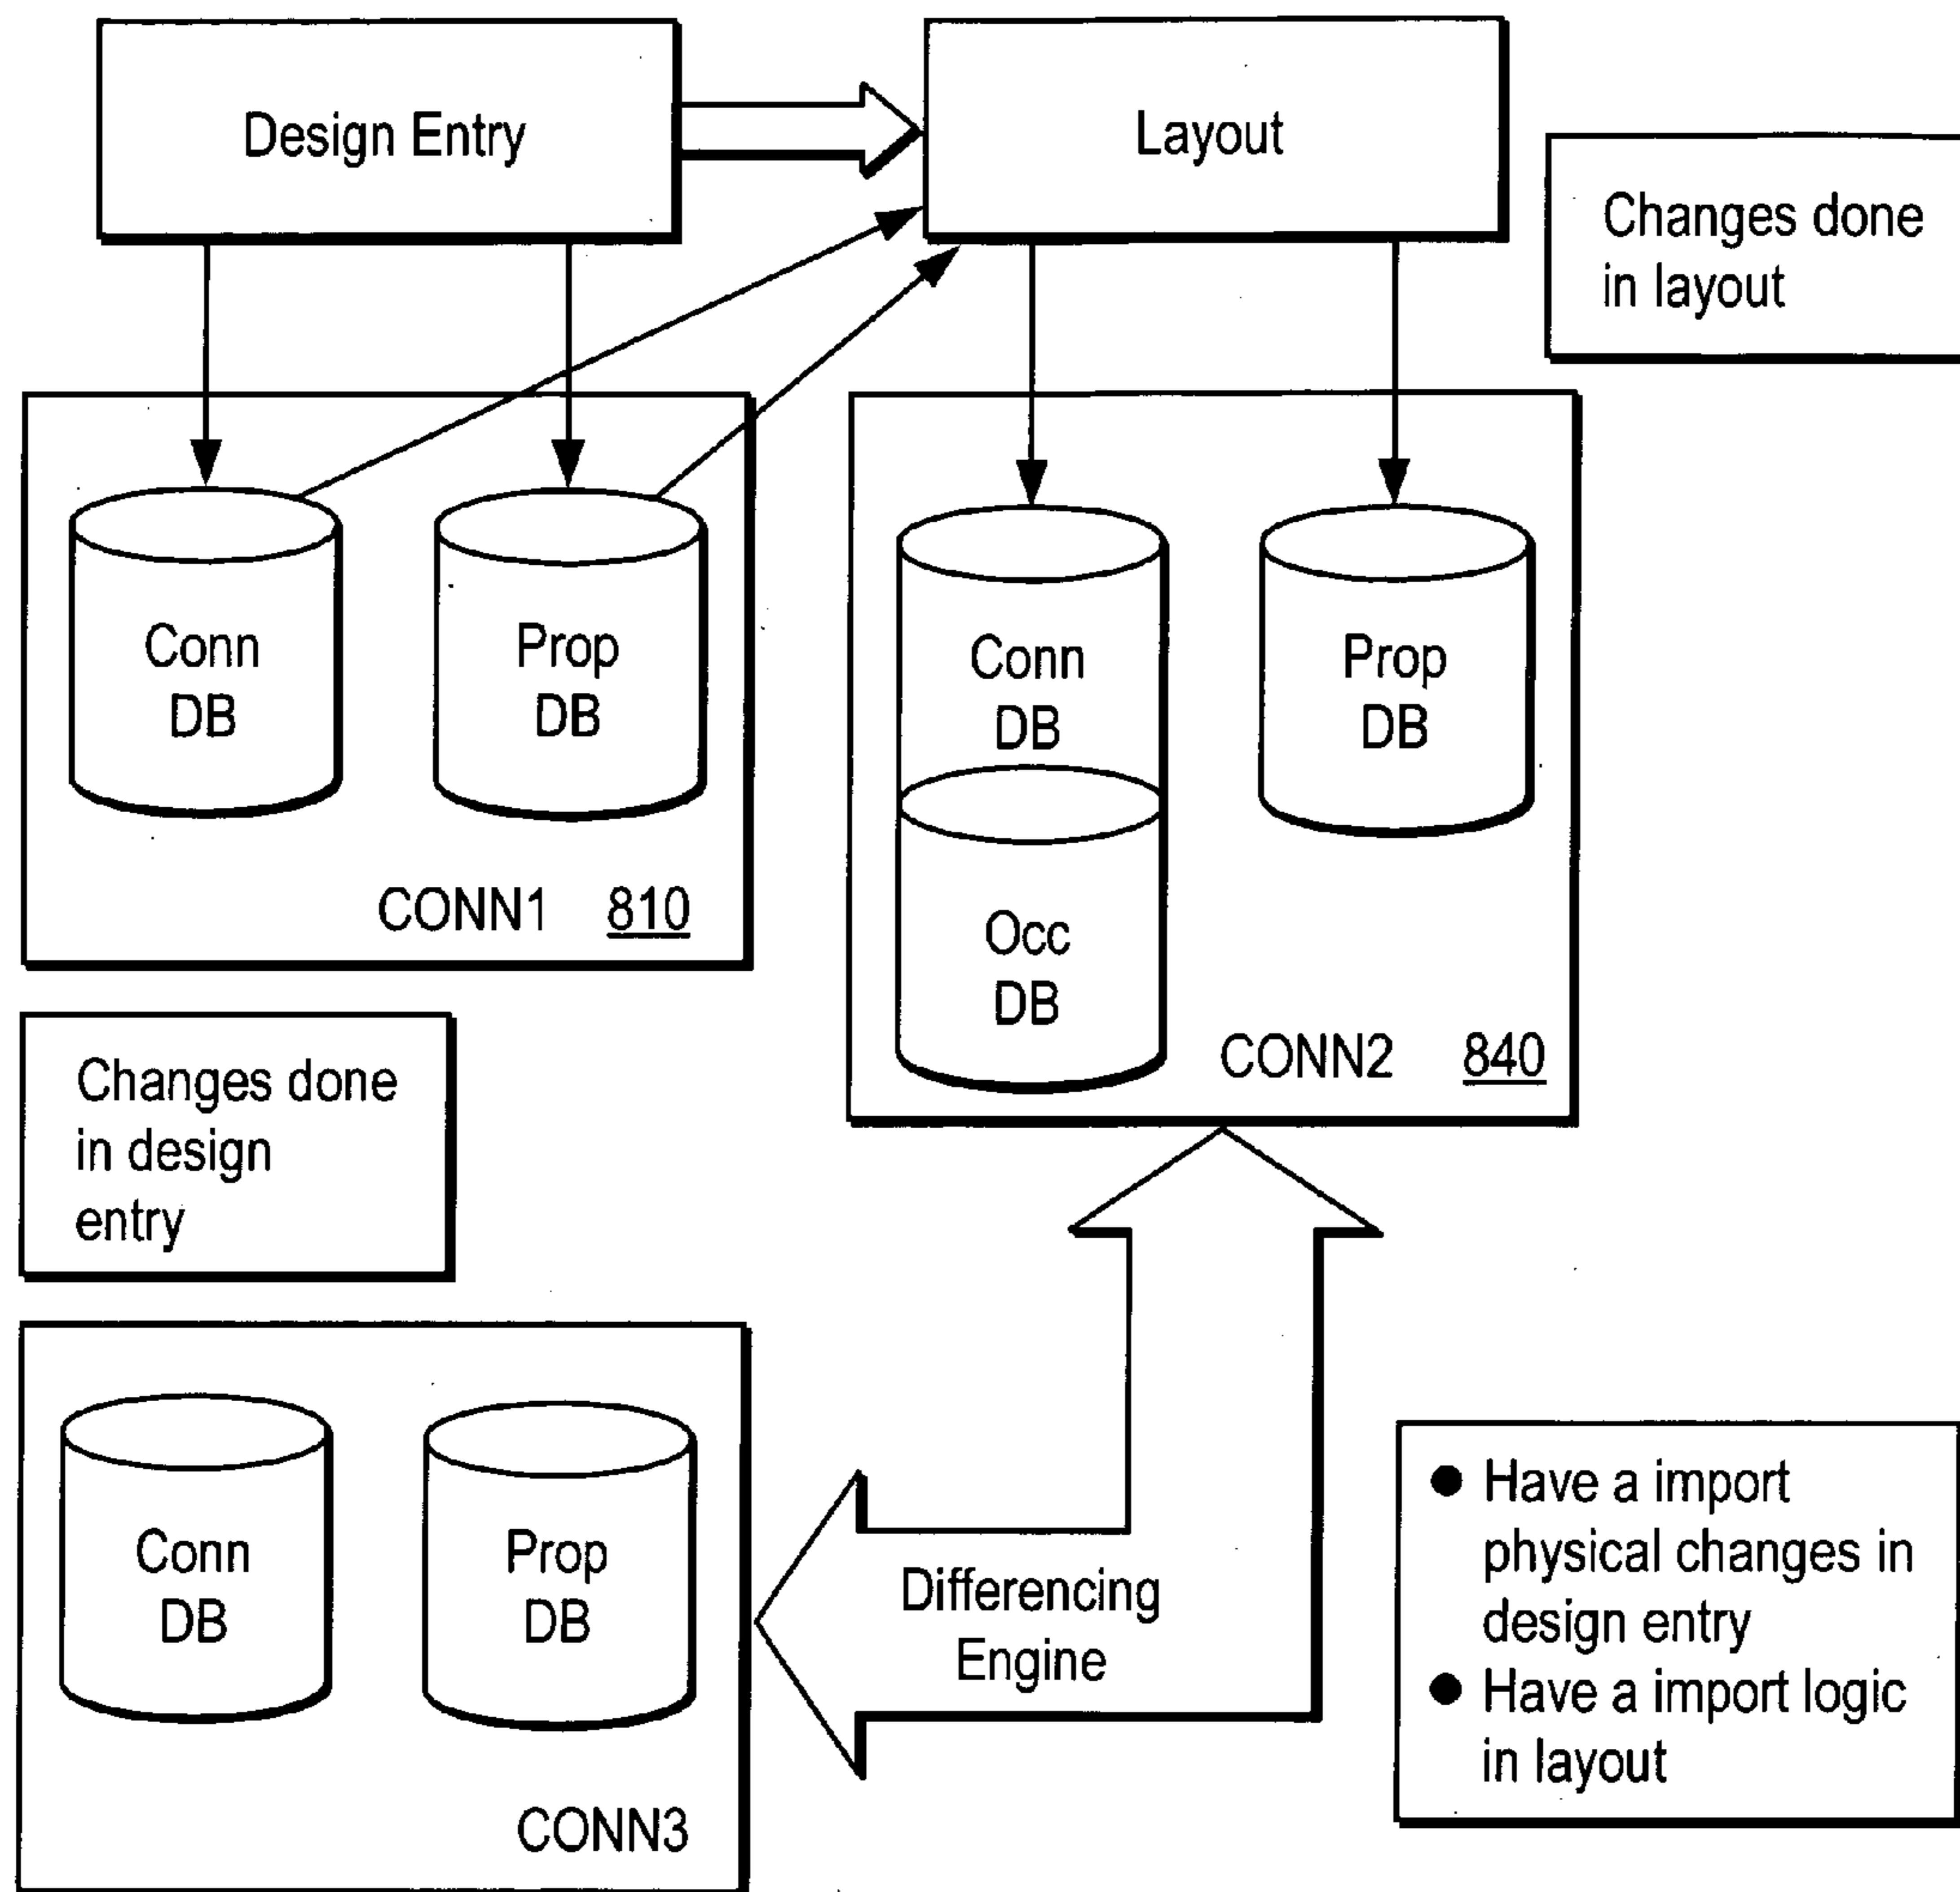 Design Entry
Layout
Changes done
in layout
Conn
DB
Prop
DB
CONN1 810
Conn
DB
Prop
DB
Occ
DB
CONN2 840
Changes done
in design
entry
Conn
DB
Prop
DB
CONN3
Differencing
Engine
● Have a import
physical changes in
design entry
● Have a import logic
in layout